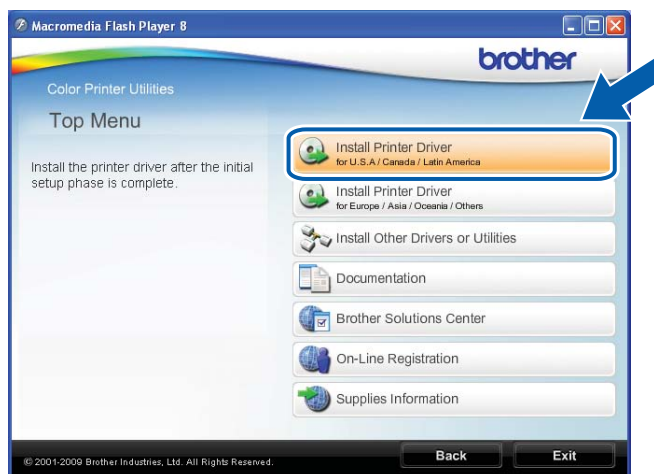 Macromedia Flash Player 8
brother
Color Printer Utilities
Top Menu
Install the printer driver after the initial
setup phase is complete.
Install Printer Driver
for U.S.A / Canada / Latin America
Install Printer Driver
for Europe / Asia / Oceania / Others
Install Other Drivers or Utilities
Documentation
Brother Solutions Center
On-Line Registration
Supplies Information
© 2001-2009 Brother Industries, Ltd. All Rights Reserved.
Back
Exit